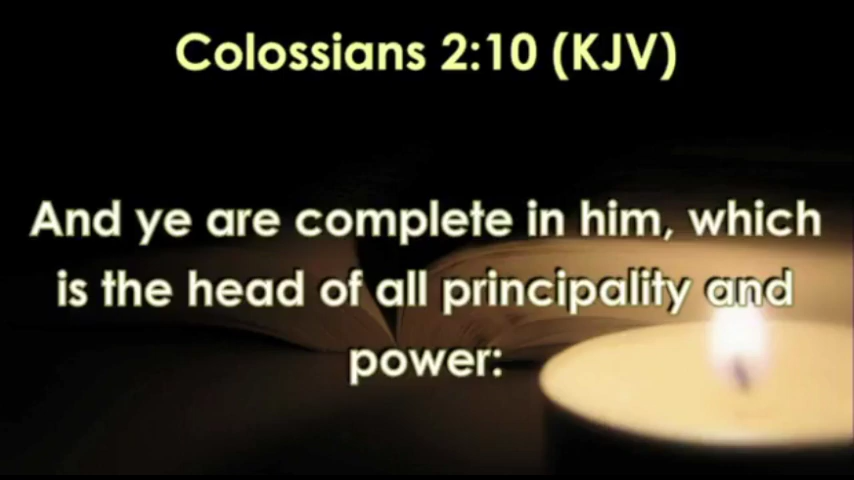 Colossians 2:10 (KJV)
And ye are complete in him, which
is the head of all principality and
power: